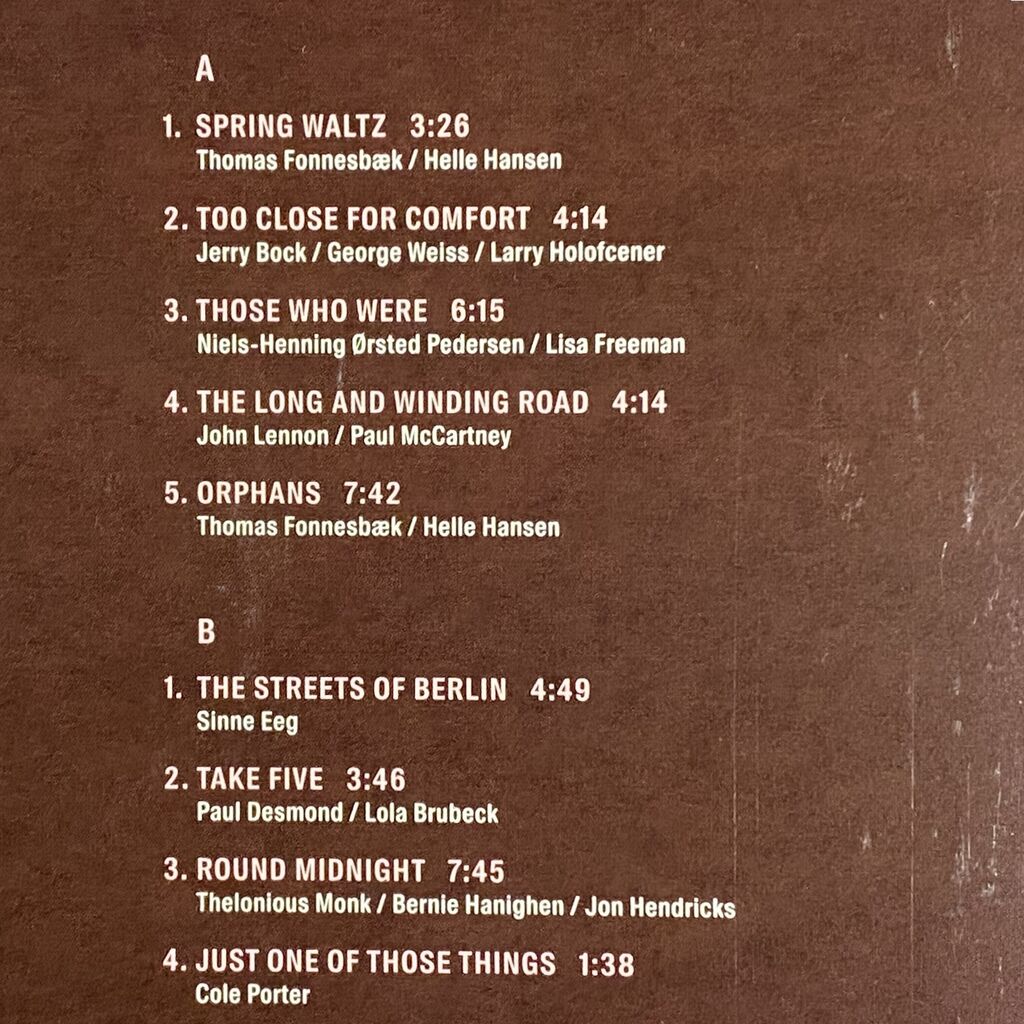 A
1. SPRING WALTZ 3:26
Thomas Fonnesbæk / Helle Hansen
2. TOO CLOSE FOR COMFORT 4:14
Jerry Bock / George Weiss / Larry Holofcener
3. THOSE WHO WERE 6:15
Niels-Henning Ørsted Pedersen / Lisa Freeman
4. THE LONG AND WINDING ROAD 4:14
John Lennon / Paul McCartney
5. ORPHANS 7:42
Thomas Fonnesbæk / Helle Hansen
B
1. THE STREETS OF BERLIN 4:49
Sinne Eeg
2. TAKE FIVE 3:46
Paul Desmond / Lola Brubeck
3. ROUND MIDNIGHT 7:45
Thelonious Monk / Bernie Hanighen / Jon Hendricks
4. JUST ONE OF THOSE THINGS 1:38
Cole Porter